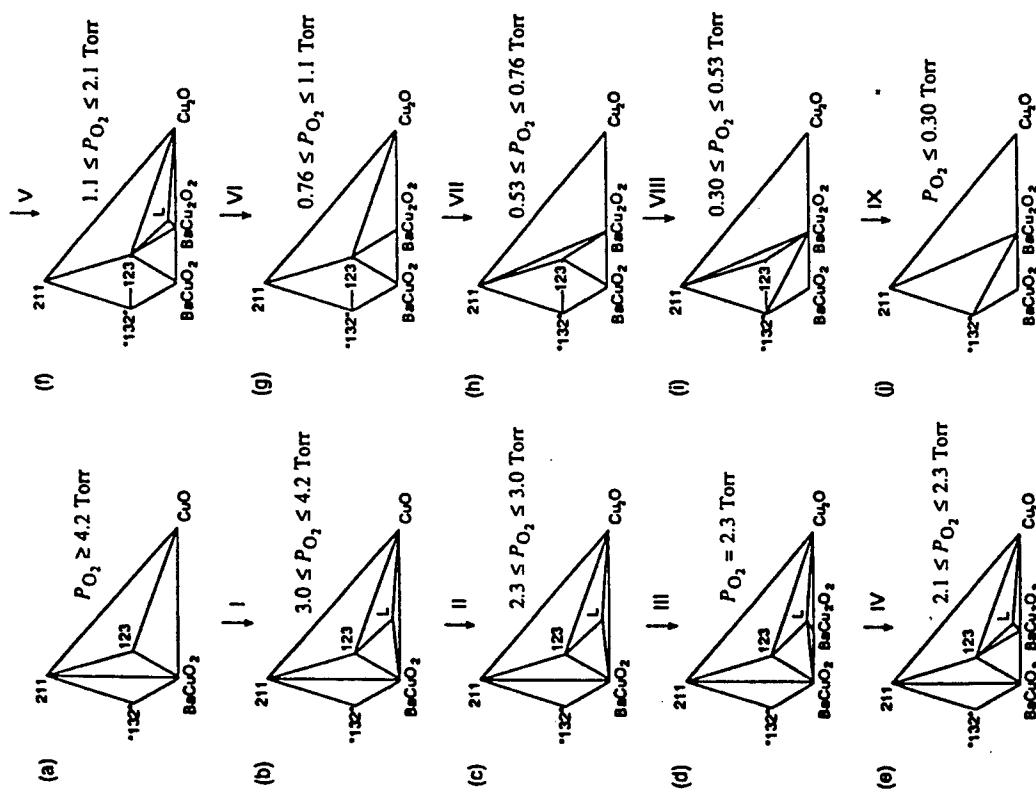 (a)
211
P_O₂ ≥ 4.2 Torr
123
"132"
BaCuO₂
CuO
↓ I
(b)
211
3.0 ≤ P_O₂ ≤ 4.2 Torr
123
"132"
L
BaCuO₂
CuO
↓ II
(c)
211
2.3 ≤ P_O₂ ≤ 3.0 Torr
123
"132"
L
BaCuO₂
Cu₂O
↓ III
(d)
211
P_O₂ = 2.3 Torr
123
"132"
L
BaCuO₂ BaCu₂O₂
Cu₂O
↓ IV
(e)
211
2.1 ≤ P_O₂ ≤ 2.3 Torr
123
"132"
L
BaCuO₂ BaCu₂O₂
Cu₂O
↓ V
(f)
211
1.1 ≤ P_O₂ ≤ 2.1 Torr
"132"—123
L
BaCuO₂ BaCu₂O₂
Cu₂O
↓ VI
(g)
211
0.76 ≤ P_O₂ ≤ 1.1 Torr
"132"—123
BaCuO₂ BaCu₂O₂
Cu₂O
↓ VII
(h)
211
0.53 ≤ P_O₂ ≤ 0.76 Torr
"132"—123
BaCuO₂ BaCu₂O₂
Cu₂O
↓ VIII
(i)
211
0.30 ≤ P_O₂ ≤ 0.53 Torr
"132"—123
BaCuO₂ BaCu₂O₂
Cu₂O
↓ IX
(j)
211
P_O₂ ≤ 0.30 Torr
"132"
BaCuO₂ BaCu₂O₂
Cu₂O